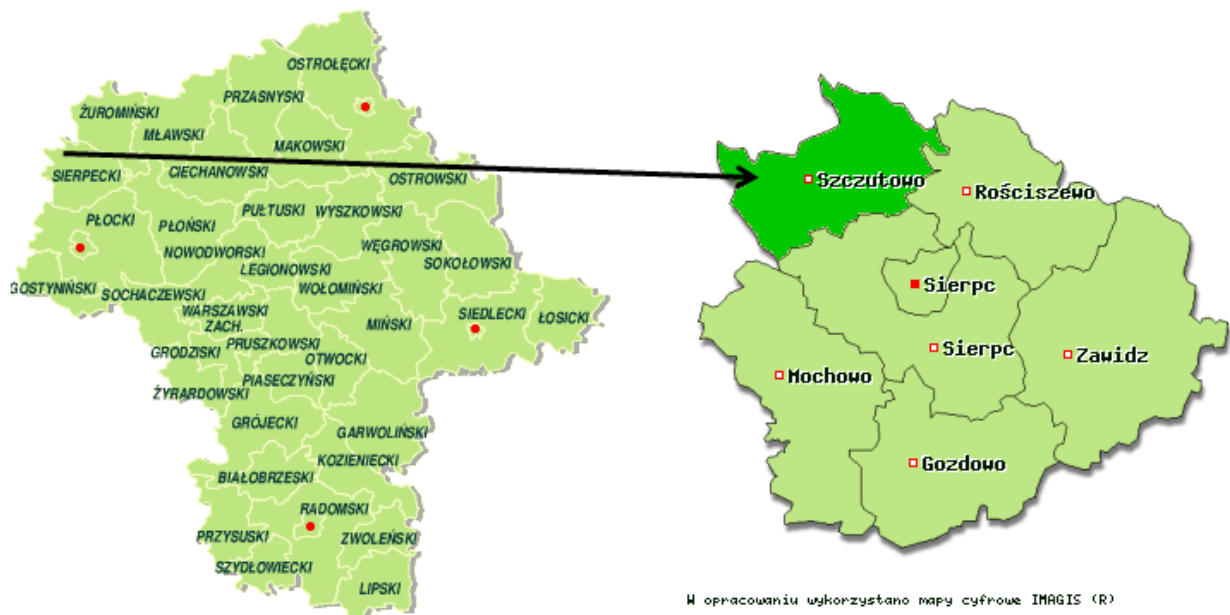 OSTROŁĘCKI
PRZASNYSKI
ŻUROMIŃSKI
MŁAWSKI
MAKOWSKI
SIERPECKI
CIECHANOWSKI
OSTROWSKI
PŁOCKI
PŁOŃSKI
PUŁTUSKI
WYSZKOWSKI
NOWODWORSKI
WĘGROWSKI
LEGIONOWSKI
SOKOŁOWSKI
GOSTYNIŃSKI
SOCHACZEWSKI
WOŁOMIŃSKI
WARSZAWSKI
ZACH.
MIŃSKI
SIEDLECKI
ŁOSICKI
GRODZISKI
PRUSZKOWSKI
OTWOCKI
PIASECZYŃSKI
ŻYRARDOWSKI
GRÓJECKI
GARWOLIŃSKI
KOZIENIECKI
BIAŁOBRZESKI
RADOMSKI
PRZYSUSKI
ZWOLEŃSKI
SZYDŁOWIECKI
LIPSKI
Szczutowo
Rościszewo
Sierpc
Sierpc
Zawidz
Mochowo
Gozdowo
W opracowaniu wykorzystano mapy cyfrowe IMAGIS (R)